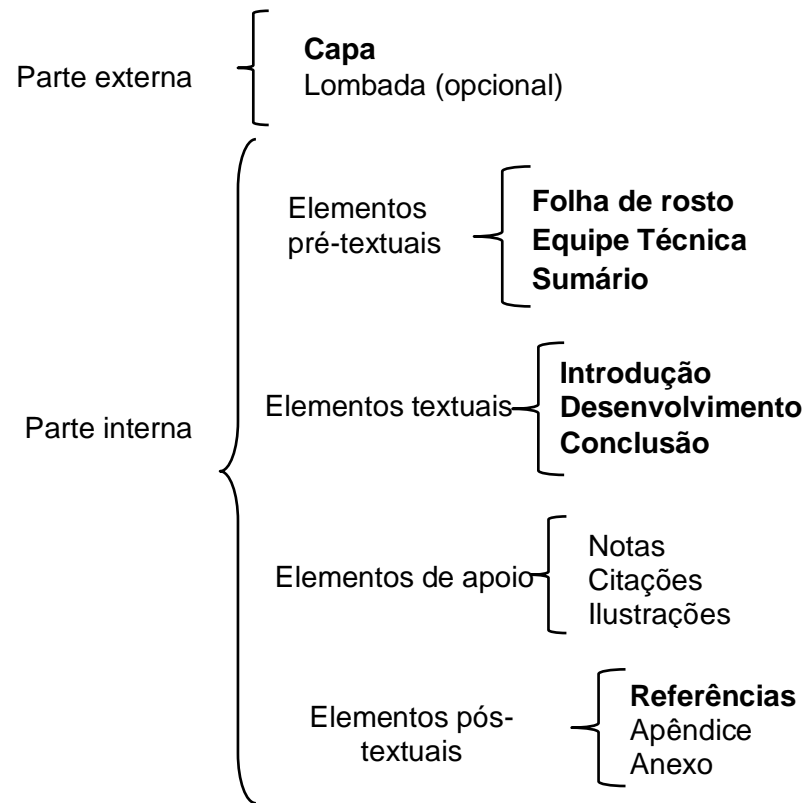 Parte externa
Capa
Lombada (opcional)
Parte interna
Elementos
pré-textuais
Folha de rosto
Equipe Técnica
Sumário
Elementos textuais
Introdução
Desenvolvimento
Conclusão
Elementos de apoio
Notas
Citações
Ilustrações
Elementos pós-
textuais
Referências
Apêndice
Anexo